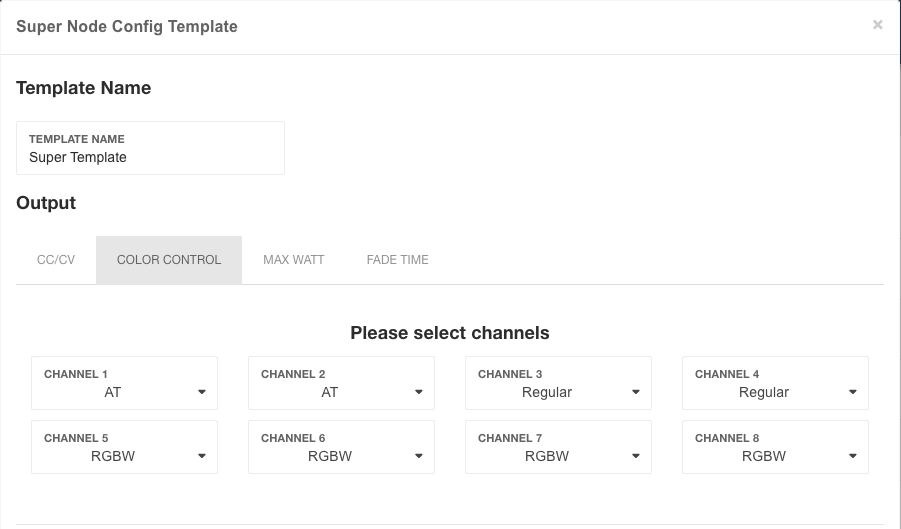 Super Node Config Template
×
Template Name
TEMPLATE NAME
Super Template
Output
CC/CV COLOR CONTROL MAX WATT FADE TIME
Please select channels
CHANNEL 1 CHANNEL 2 CHANNEL 3 CHANNEL 4
AT AT Regular Regular
CHANNEL 5 CHANNEL 6 CHANNEL 7 CHANNEL 8
RGBW RGBW RGBW RGBW